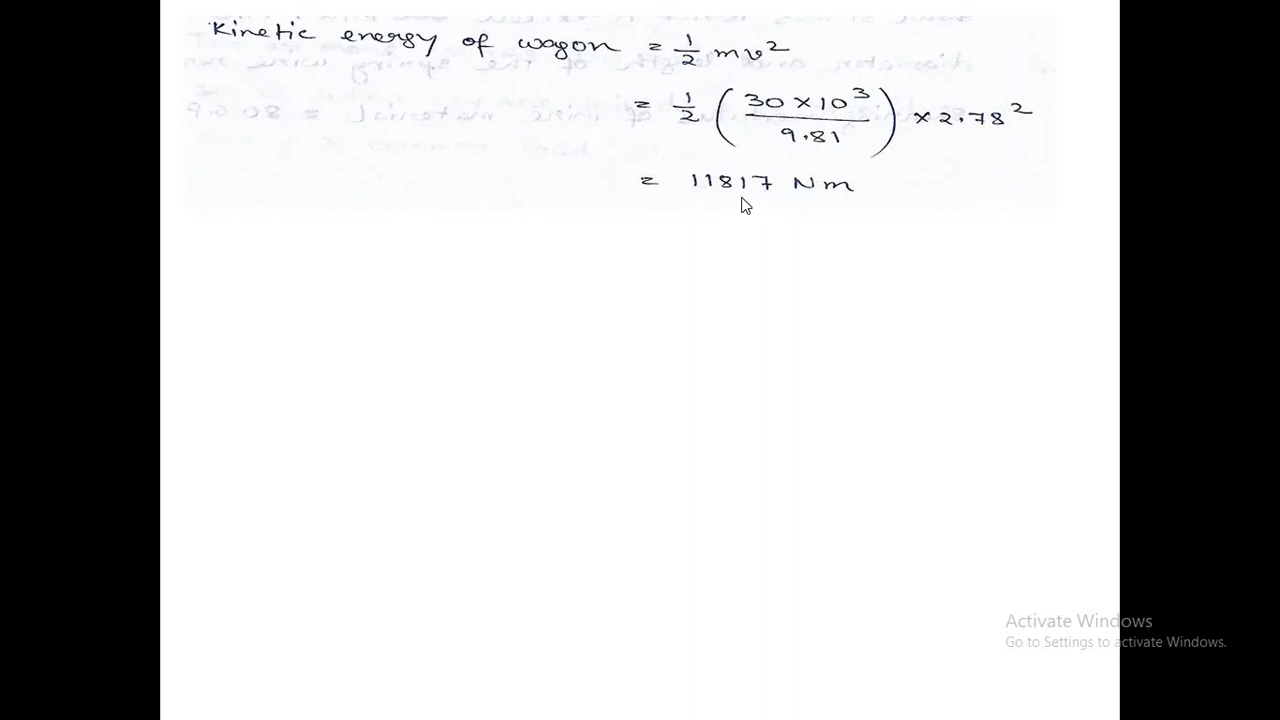 Kinetic energy of wagon = 1/2 mv²
= 1/2 (30 × 10³ / 9.81) × 2.78²
= 11817 Nm
Activate Windows
Go to Settings to activate Windows.